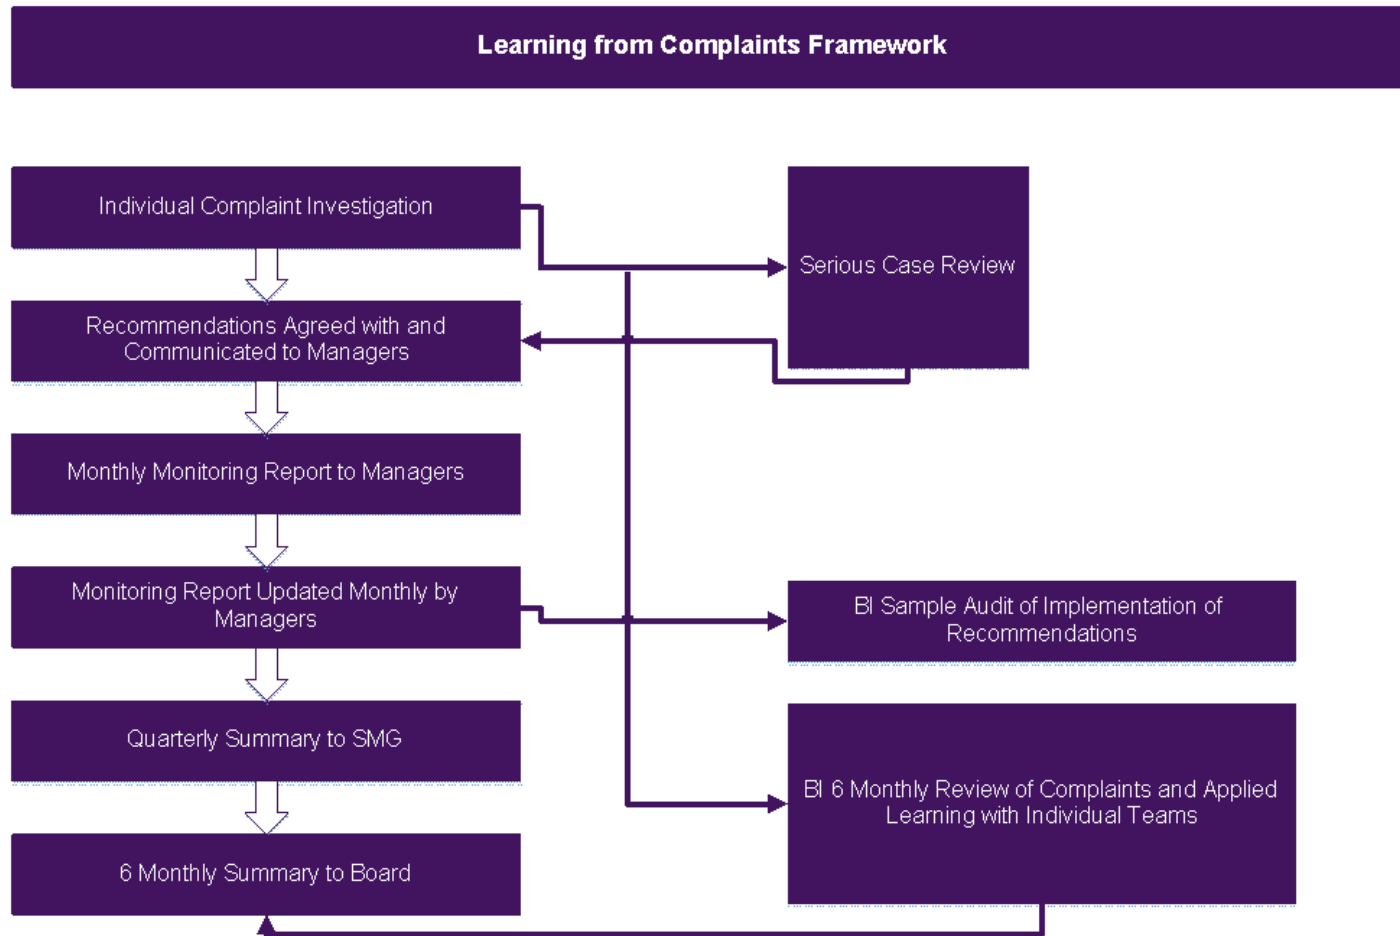 Learning from Complaints Framework
Individual Complaint Investigation
Serious Case Review
Recommendations Agreed with and
Communicated to Managers
Monthly Monitoring Report to Managers
Monitoring Report Updated Monthly by
Managers
BI Sample Audit of Implementation of
Recommendations
Quarterly Summary to SMG
BI 6 Monthly Review of Complaints and Applied
Learning with Individual Teams
6 Monthly Summary to Board